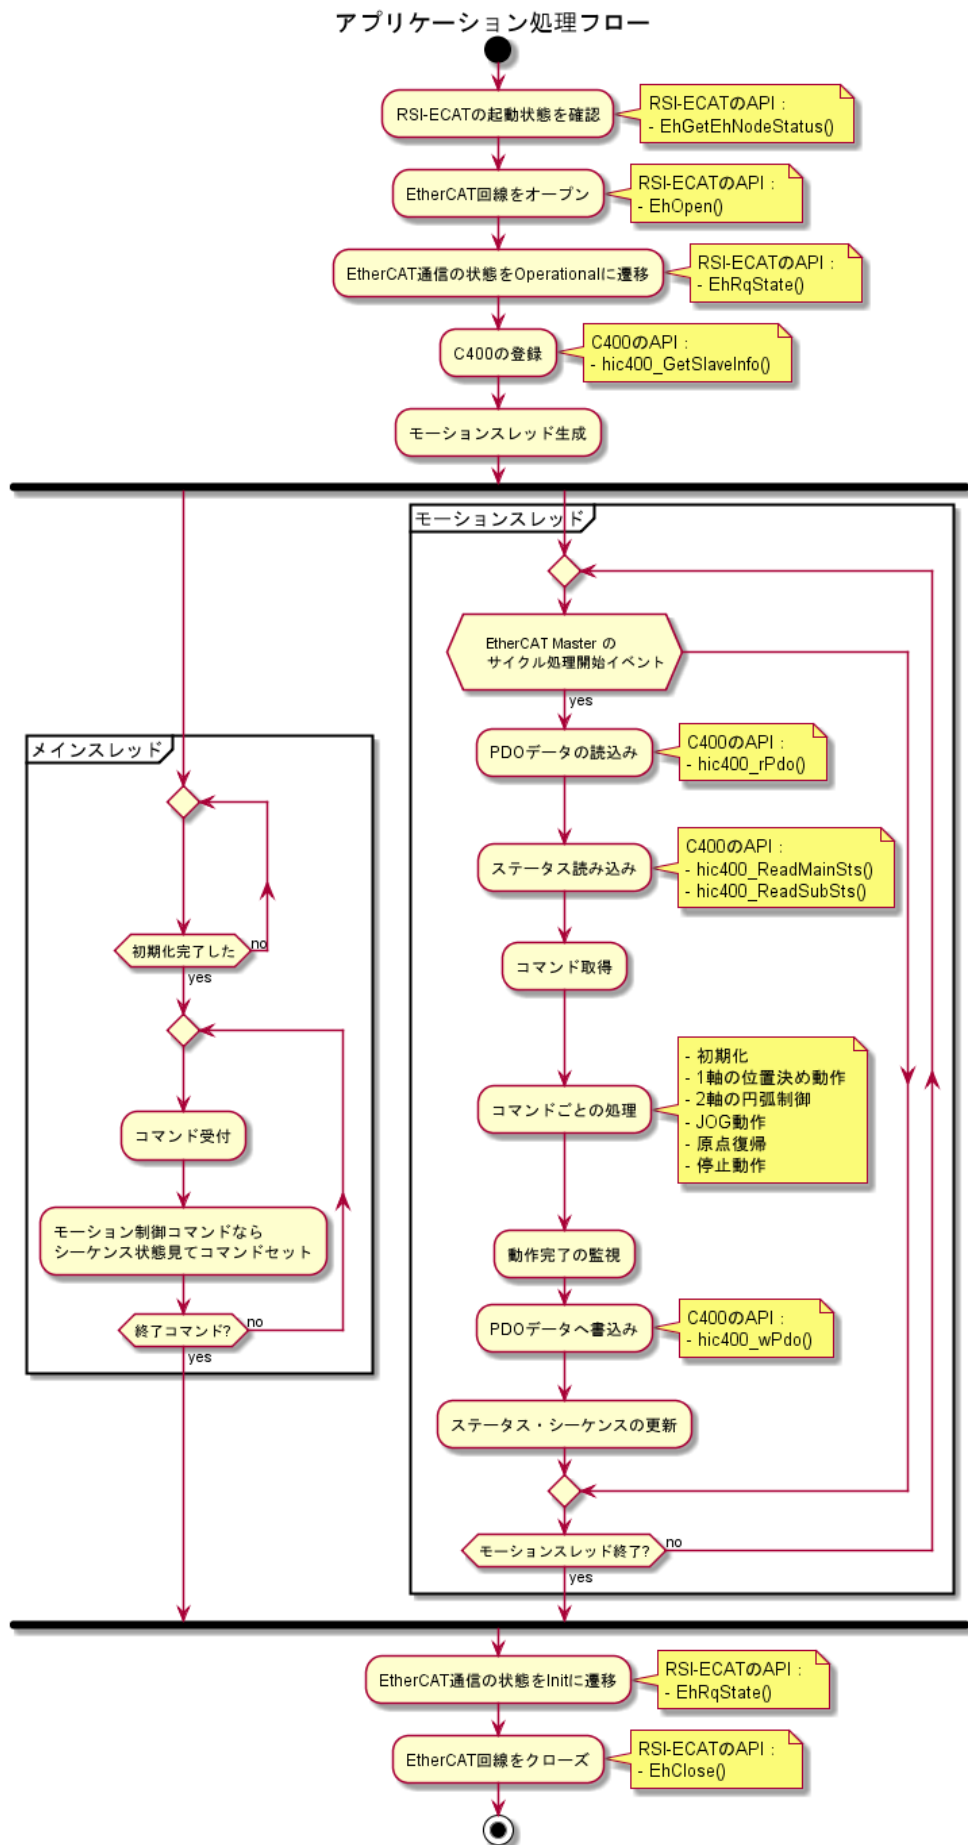 アプリケーション処理フロー
RSI-ECATの起動状態を確認
RSI-ECATのAPI：
- EhGetEhNodeStatus()
EtherCAT回線をオープン
RSI-ECATのAPI：
- EhOpen()
EtherCAT通信の状態をOperationalに遷移
RSI-ECATのAPI：
- EhRqState()
C400の登録
C400のAPI：
- hic400_GetSlaveInfo()
モーションスレッド生成
メインスレッド
初期化完了した
no
yes
コマンド受付
モーション制御コマンドなら
シーケンス状態見てコマンドセット
終了コマンド?
no
yes
モーションスレッド
EtherCAT Master の
サイクル処理開始イベント
yes
PDOデータの読込み
C400のAPI：
- hic400_rPdo()
ステータス読み込み
C400のAPI：
- hic400_ReadMainSts()
- hic400_ReadSubSts()
コマンド取得
コマンドごとの処理
- 初期化
- 1軸の位置決め動作
- 2軸の円弧制御
- JOG動作
- 原点復帰
- 停止動作
動作完了の監視
PDOデータへ書込み
C400のAPI：
- hic400_wPdo()
ステータス・シーケンスの更新
モーションスレッド終了?
no
yes
EtherCAT通信の状態をInitに遷移
RSI-ECATのAPI：
- EhRqState()
EtherCAT回線をクローズ
RSI-ECATのAPI：
- EhClose()